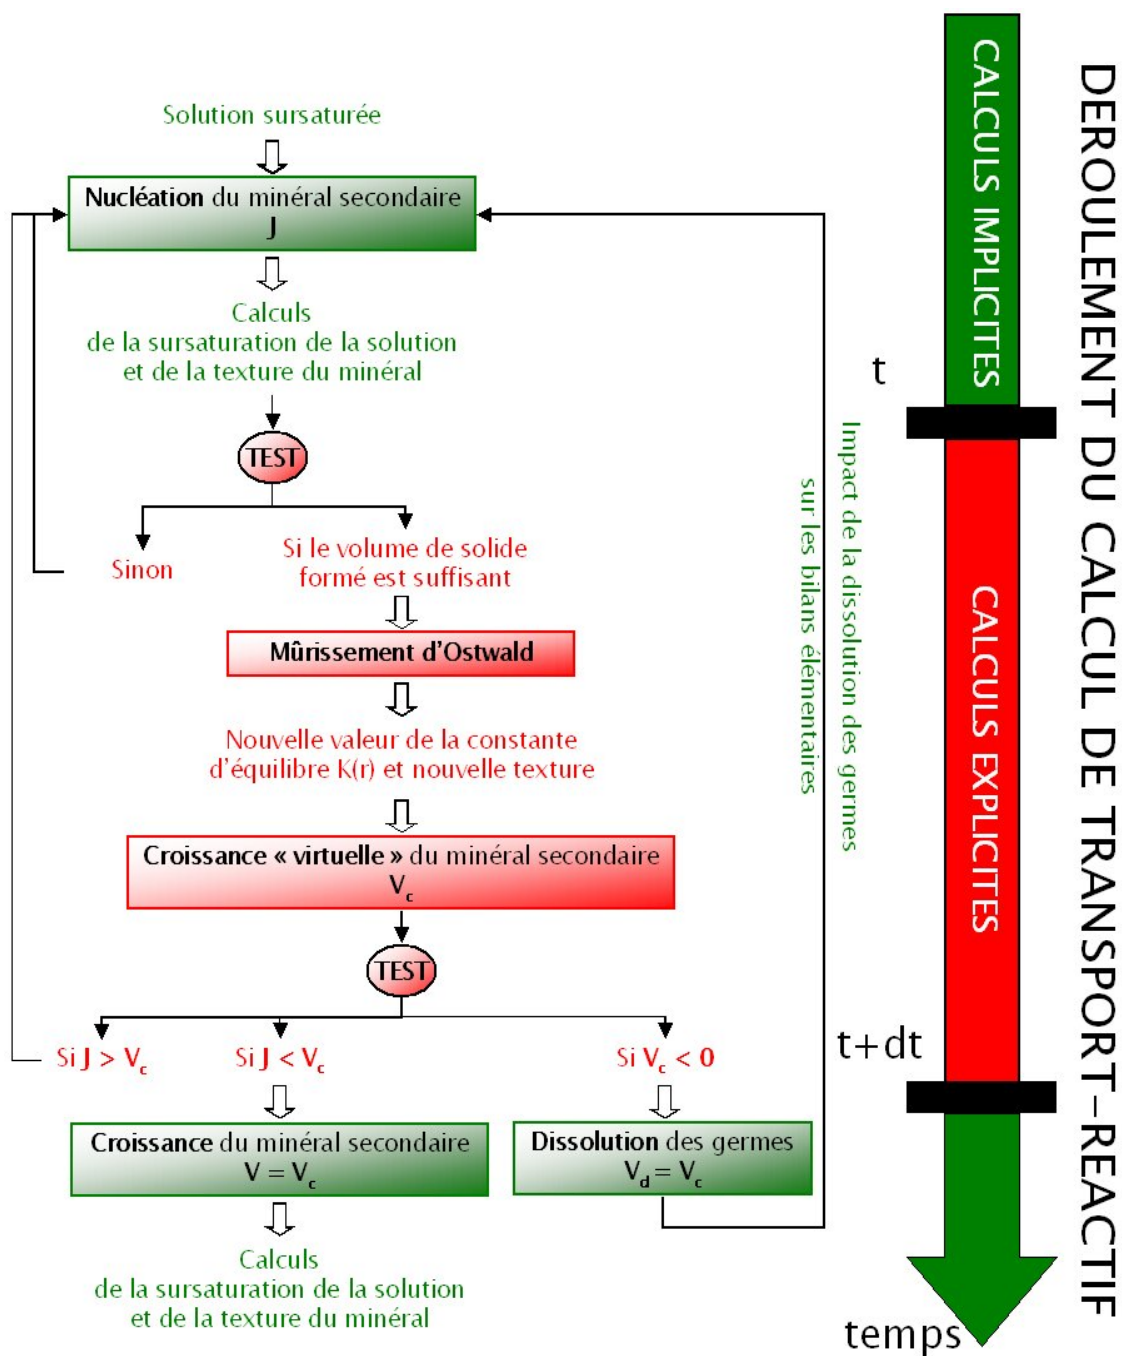 Solution sursaturée
Nucléation du minéral secondaire
J
Calculs
de la sursaturation de la solution
et de la texture du minéral
TEST
Sinon
Si le volume de solide
formé est suffisant
Mûrissement d'Ostwald
Nouvelle valeur de la constante
d'équilibre K(r) et nouvelle texture
Croissance « virtuelle » du minéral secondaire
Vc
TEST
Si J > Vc
Si J < Vc
Si Vc < 0
Croissance du minéral secondaire
V = Vc
Dissolution des germes
Vd = Vc
Calculs
de la sursaturation de la solution
et de la texture du minéral
Impact de la dissolution des germes
sur les bilans élémentaires
t
t+dt
temps
CALCULS IMPLICITES
CALCULS EXPLICITES
DEROULEMENT DU CALCUL DE TRANSPORT-REACTIF